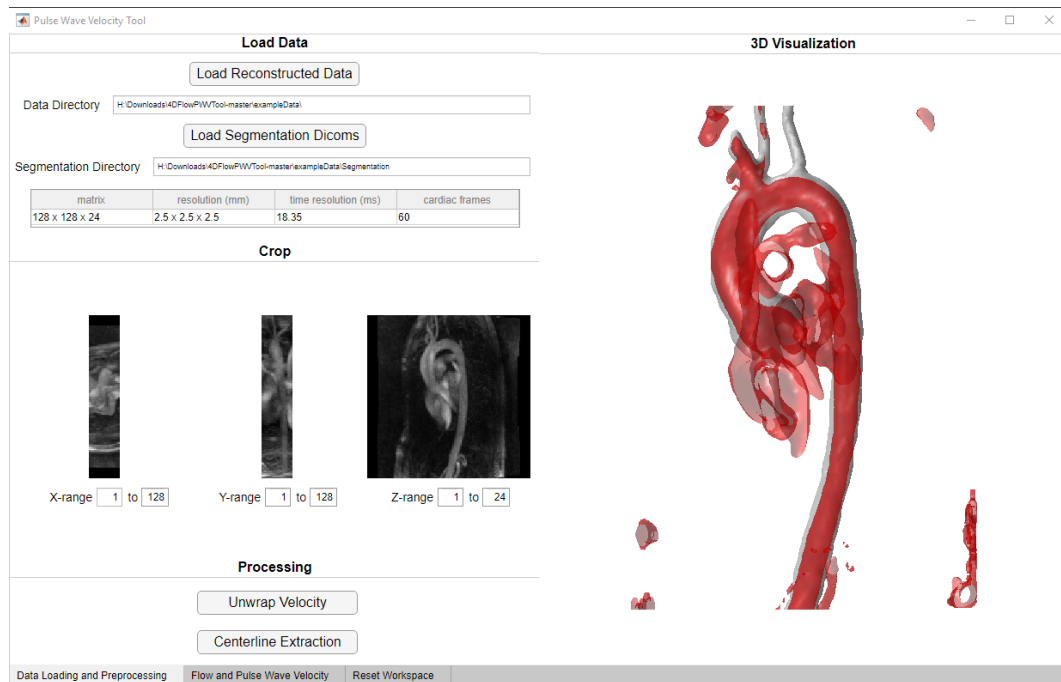 Pulse Wave Velocity Tool
Load Data
Load Reconstructed Data
Data Directory H:\Downloads\4DFlowPWVTool-master\exampleData\
Load Segmentation Dicoms
Segmentation Directory H:\Downloads\4DFlowPWVTool-master\exampleData\Segmentation
matrix resolution (mm) time resolution (ms) cardiac frames
128 x 128 x 24 2.5 x 2.5 x 2.5 18.35 60
Crop
X-range 1 to 128 Y-range 1 to 128 Z-range 1 to 24
Processing
Unwrap Velocity
Centerline Extraction
3D Visualization
Data Loading and Preprocessing Flow and Pulse Wave Velocity Reset Workspace